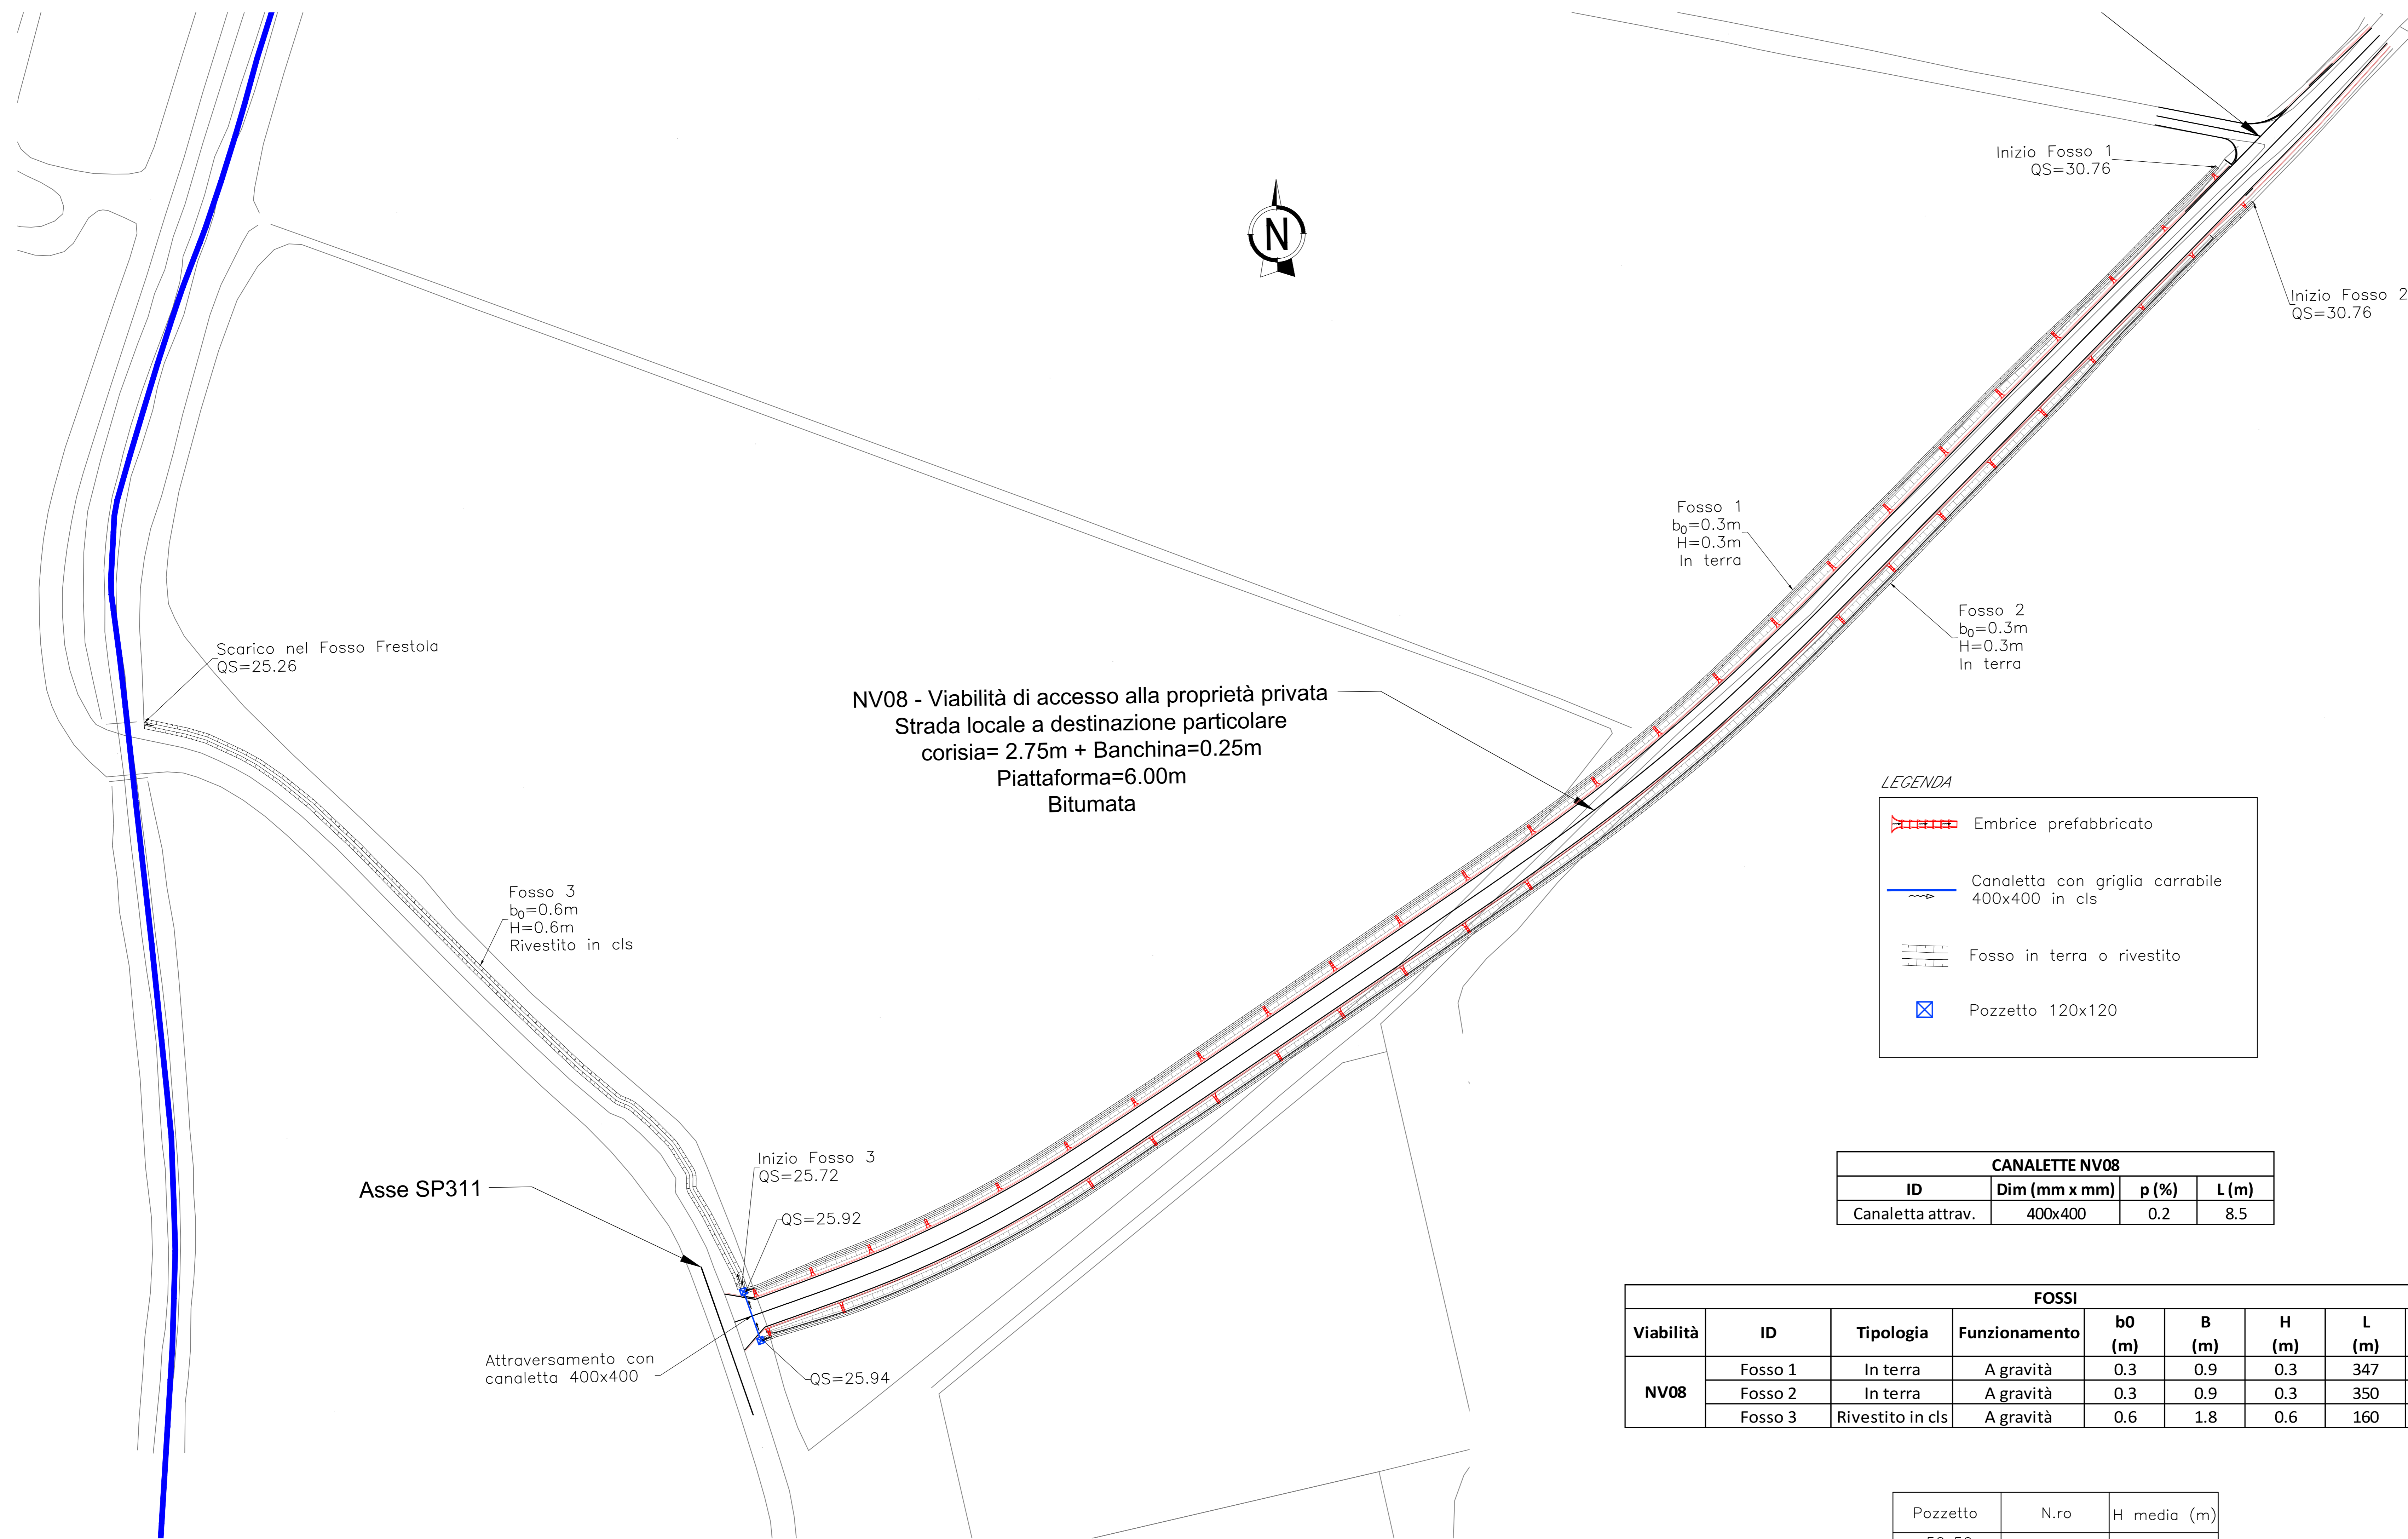 N
Inizio Fosso 1
QS=30.76
Inizio Fosso 2
QS=30.76
Fosso 1
b0=0.3m
H=0.3m
In terra
Fosso 2
b0=0.3m
H=0.3m
In terra
Scarico nel Fosso Frestola
QS=25.26
NV08 - Viabilità di accesso alla proprietà privata
Strada locale a destinazione particolare
corisia= 2.75m + Banchina=0.25m
Piattaforma=6.00m
Bitumata
Fosso 3
b0=0.6m
H=0.6m
Rivestito in cls
LEGENDA
Embrice prefabbricato
Canaletta con griglia carrabile
400x400 in cls
Fosso in terra o rivestito
Pozzetto 120x120
Inizio Fosso 3
QS=25.72
Asse SP311
QS=25.92
Attraversamento con
canaletta 400x400
QS=25.94
CANALETTE NV08
ID Dim (mm x mm) p (%) L (m)
Canaletta attrav. 400x400 0.2 8.5
FOSSI
Viabilità ID Tipologia Funzionamento b0 (m) B (m) H (m) L (m)
NV08 Fosso 1 In terra A gravità 0.3 0.9 0.3 347
Fosso 2 In terra A gravità 0.3 0.9 0.3 350
Fosso 3 Rivestito in cls A gravità 0.6 1.8 0.6 160
Pozzetto N.ro H media (m)